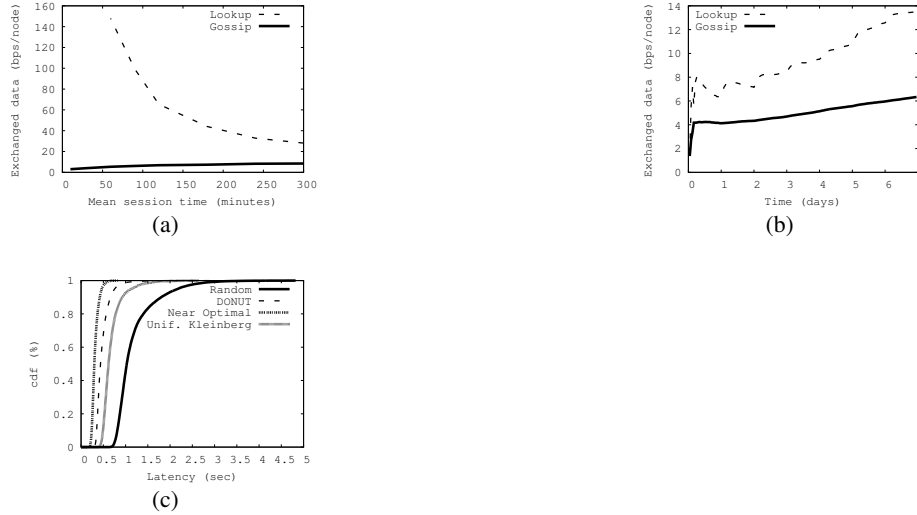 160
140
120
100
80
60
40
20
0
Exchanged data (bps/node)
Lookup
Gossip
0 50 100 150 200 250 300
Mean session time (minutes)
(a)
14
12
10
8
6
4
2
0
Exchanged data (bps/node)
Lookup
Gossip
0 1 2 3 4 5 6
Time (days)
(b)
1
0.8
0.6
0.4
0.2
0
cdf (%)
Random
DONUT
Near Optimal
Unif. Kleinberg
0 0.5 1 1.5 2 2.5 3 3.5 4 4.5 5
Latency (sec)
(c)